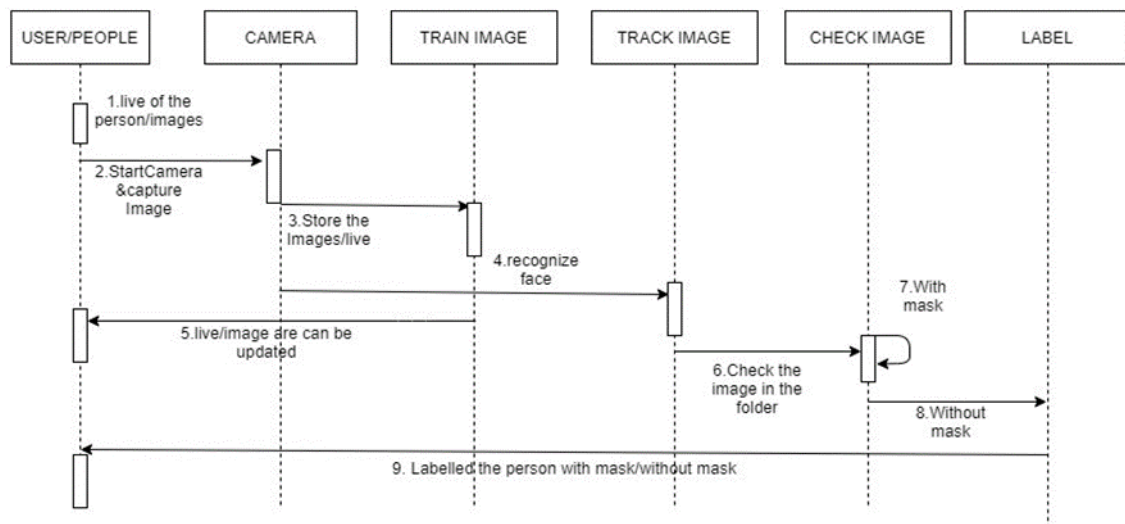 USER/PEOPLE
CAMERA
TRAIN IMAGE
TRACK IMAGE
CHECK IMAGE
LABEL
1.live of the
person/images
2.StartCamera
&capture
Image
3.Store the
Images/live
4.recognize
face
5.live/image are can be
updated
6.Check the
image in the
folder
7.With
mask
8.Without
mask
9. Labelled the person with mask/without mask